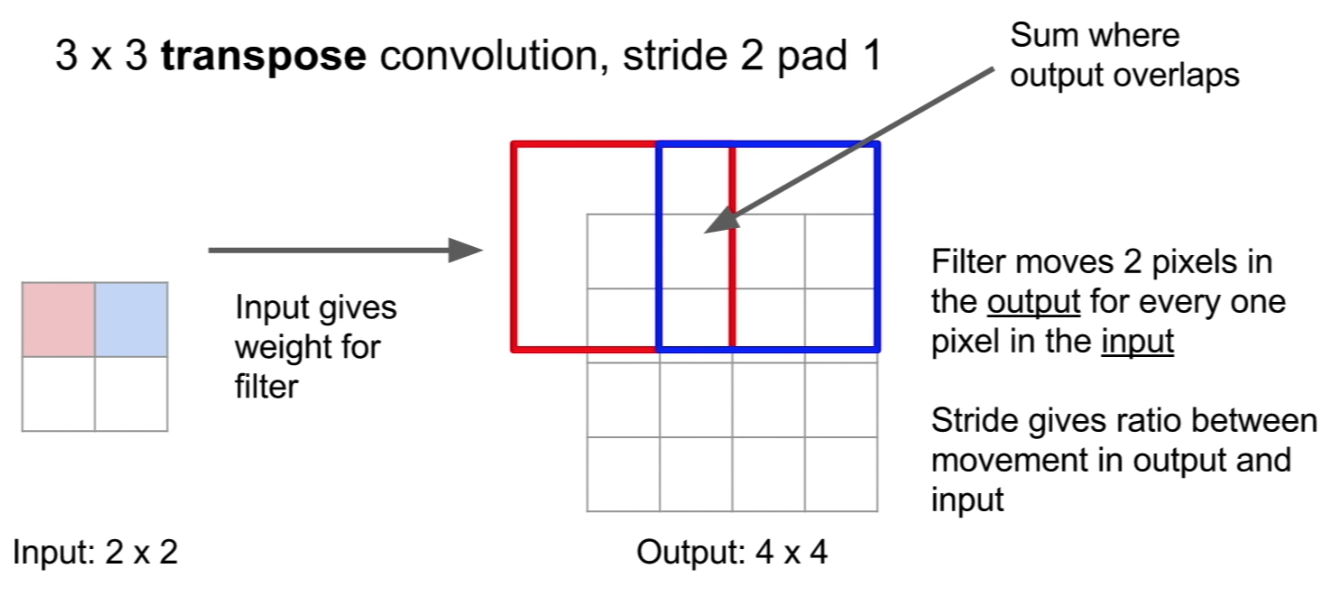 3 x 3 transpose convolution, stride 2 pad 1
Sum where
output overlaps
Input gives
weight for
filter
Filter moves 2 pixels in
the output for every one
pixel in the input
Stride gives ratio between
movement in output and
input
Input: 2 x 2
Output: 4 x 4